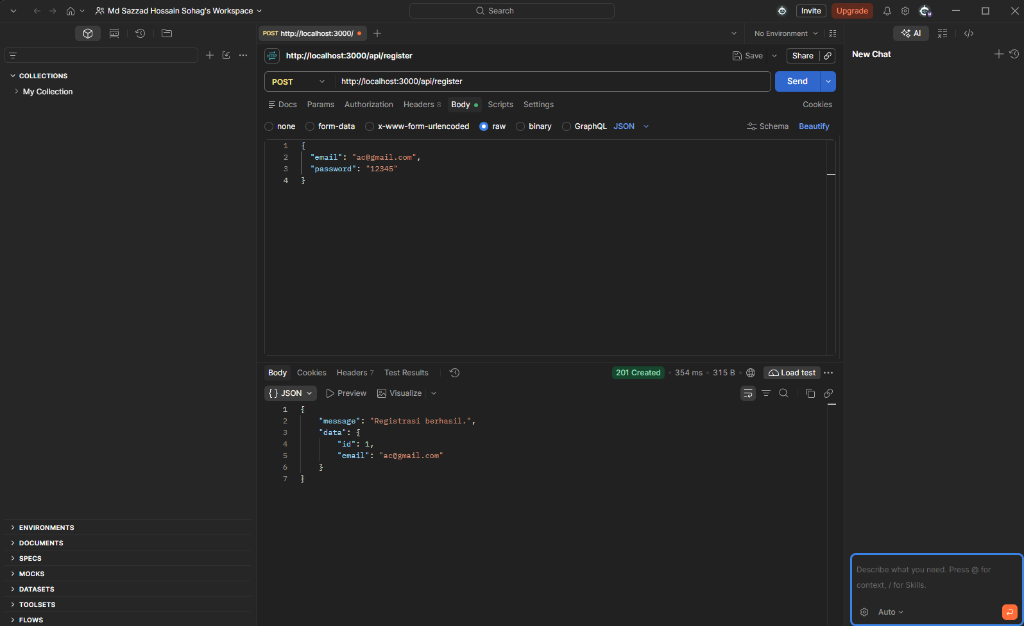 Md Sazzad Hossain Sohag's Workspace
Search
Invite
Upgrade
POST http://localhost:3000/
No Environment
AI
http://localhost:3000/api/register
Save
Share
New Chat
COLLECTIONS
My Collection
POST
http://localhost:3000/api/register
Send
Docs Params Authorization Headers 8 Body Scripts Settings Cookies
none form-data x-www-form-urlencoded raw binary GraphQL JSON Schema Beautify
1 {
2 "email": "ac@gmail.com",
3 "password": "12345"
4 }
Body Cookies Headers 7 Test Results 201 Created 354 ms 315 B Load test
{ } JSON Preview Visualize
1 {
2 "message": "Registrasi berhasil.",
3 "data": {
4 "id": 1,
5 "email": "ac@gmail.com"
6 }
7 }
ENVIRONMENTS
DOCUMENTS
SPECS
MOCKS
DATASETS
TOOLSETS
FLOWS
Describe what you need. Press @ for
context, / for Skills.
Auto